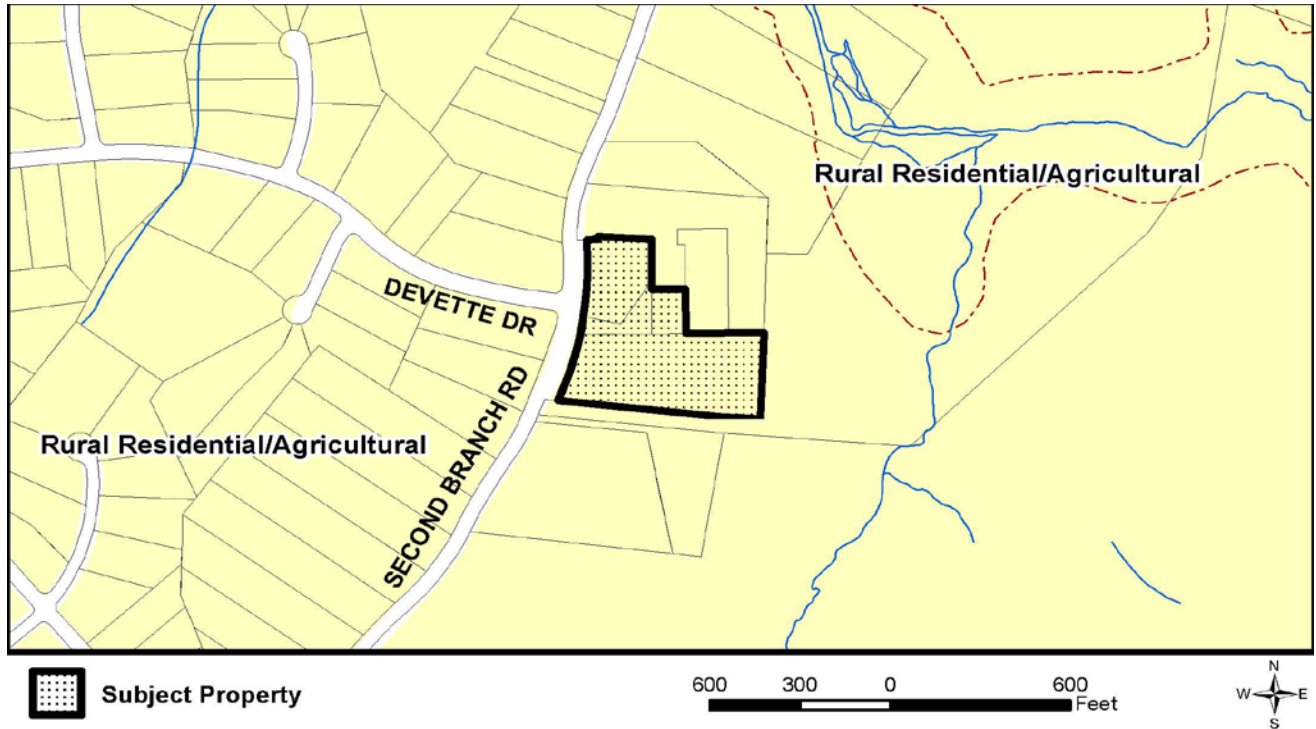 Rural Residential/Agricultural
DEVETTE DR
SECOND BRANCH RD
Rural Residential/Agricultural
Subject Property
600 300 0 600
Feet
N
W E
S